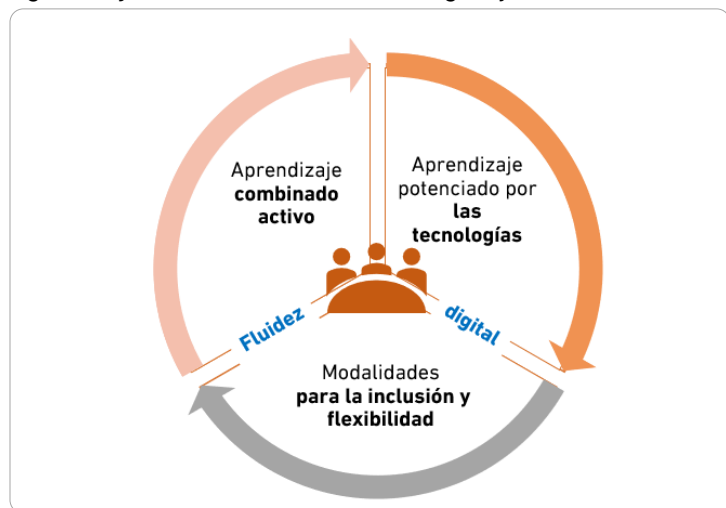 Aprendizaje
combinado
activo
Aprendizaje
potenciado por
las
tecnologías
Fluidez
digital
Modalidades
para la inclusión y
flexibilidad